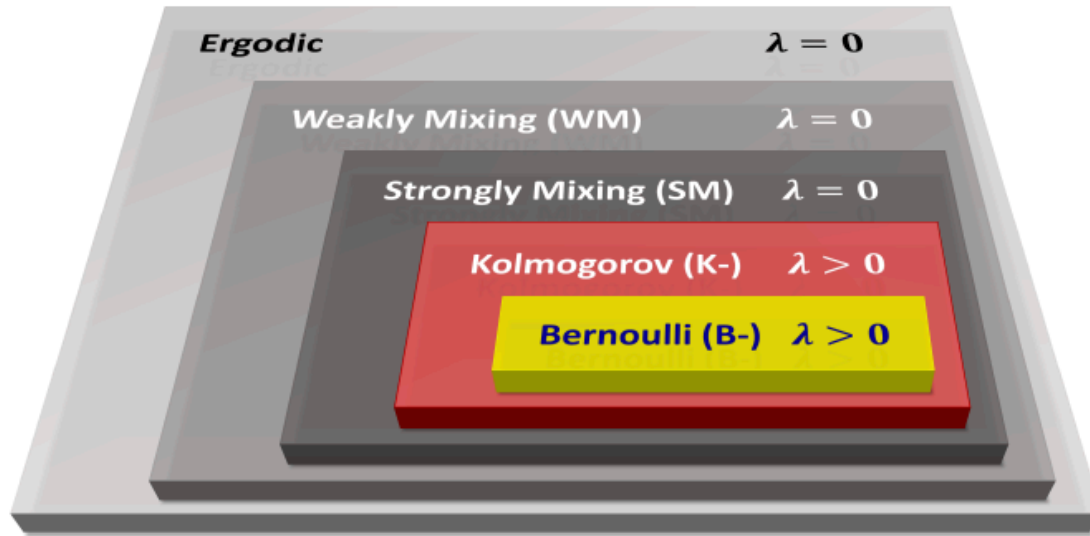 Ergodic λ = 0
Weakly Mixing (WM) λ = 0
Strongly Mixing (SM) λ = 0
Kolmogorov (K-) λ > 0
Bernoulli (B-) λ > 0